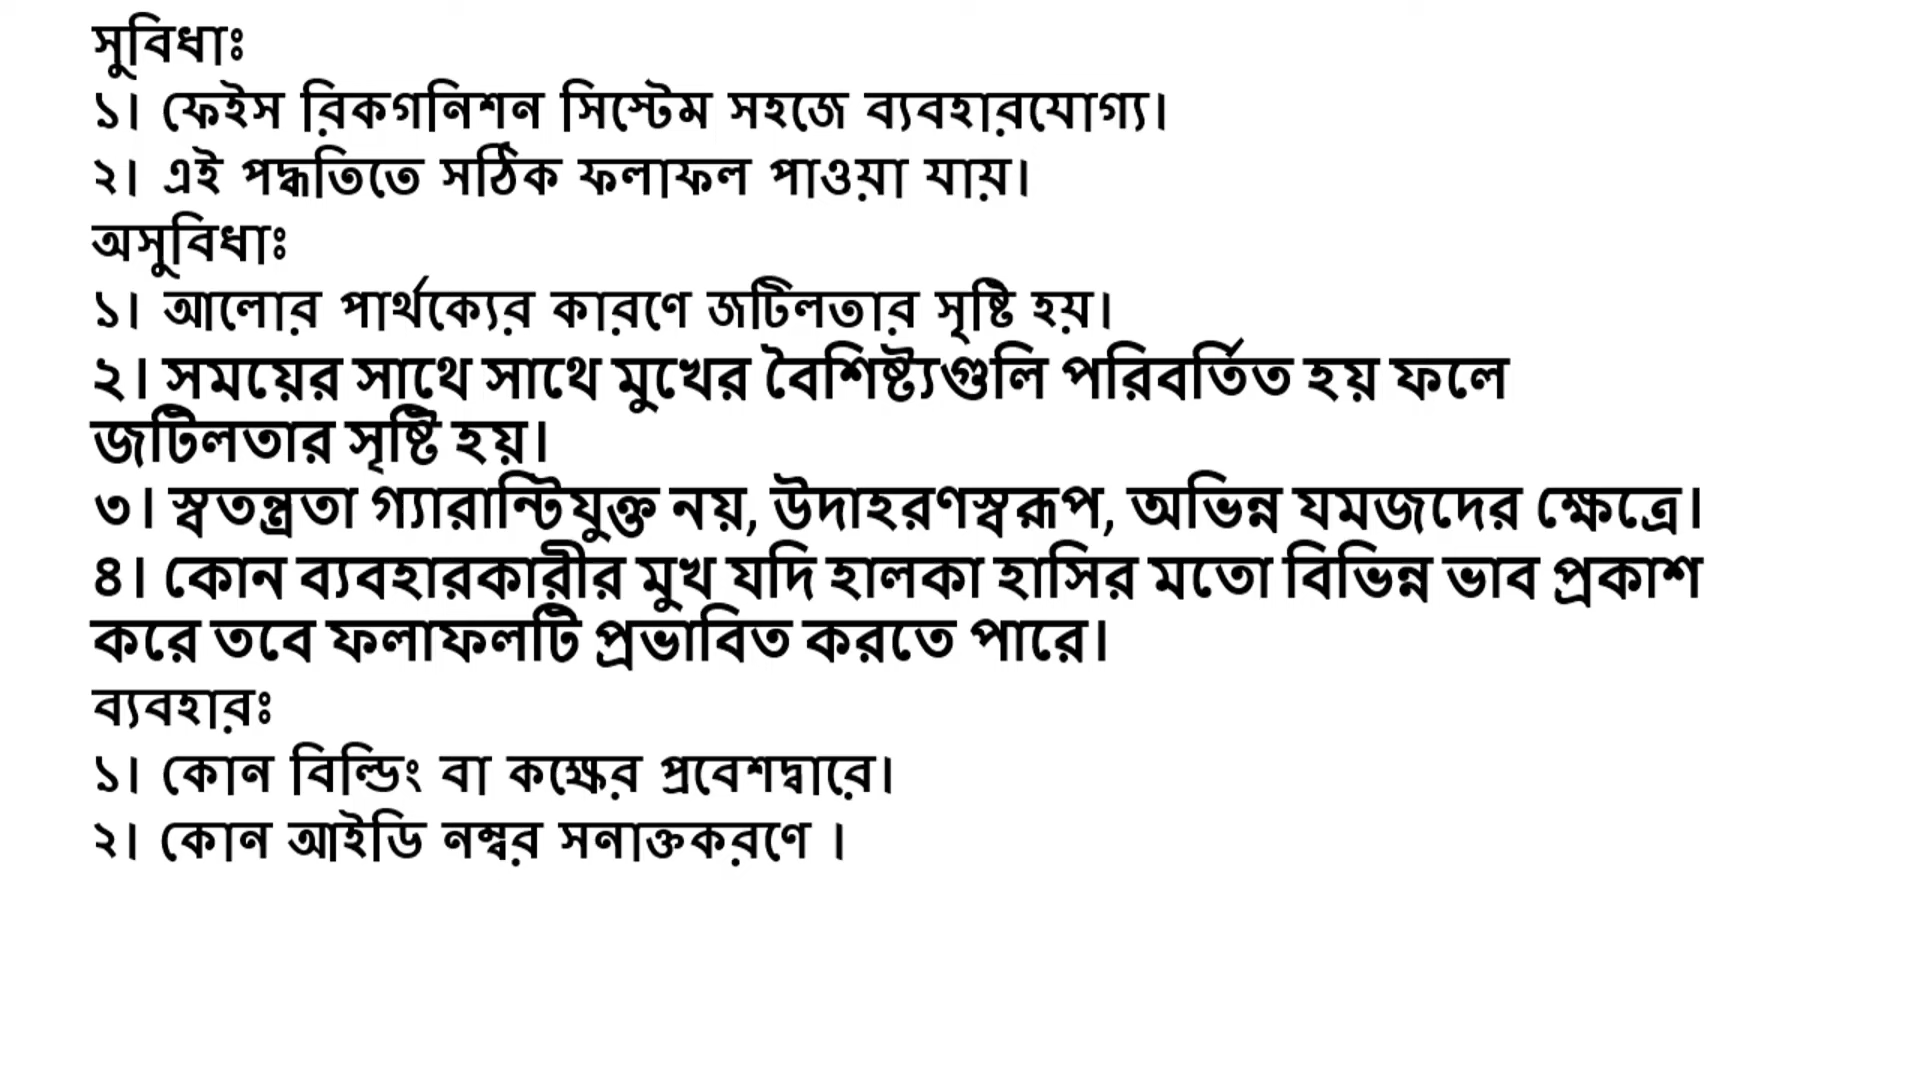 সুবিধাঃ
১। ফেইস রিকগনিশন সিস্টেম সহজে ব্যবহারযোগ্য।
২। এই পদ্ধতিতে সঠিক ফলাফল পাওয়া যায়।
অসুবিধাঃ
১। আলোর পার্থক্যের কারণে জটিলতার সৃষ্টি হয়।
২। সময়ের সাথে সাথে মুখের বৈশিষ্ট্যগুলি পরিবর্তিত হয় ফলে
জটিলতার সৃষ্টি হয়।
৩। স্বতন্ত্রতা গ্যারান্টিযুক্ত নয়, উদাহরণস্বরূপ, অভিন্ন যমজদের ক্ষেত্রে।
৪। কোন ব্যবহারকারীর মুখ যদি হালকা হাসির মতো বিভিন্ন ভাব প্রকাশ
করে তবে ফলাফলটি প্রভাবিত করতে পারে।
ব্যবহারঃ
১। কোন বিল্ডিং বা কক্ষের প্রবেশদ্বারে।
২। কোন আইডি নম্বর সনাক্তকরণে ।